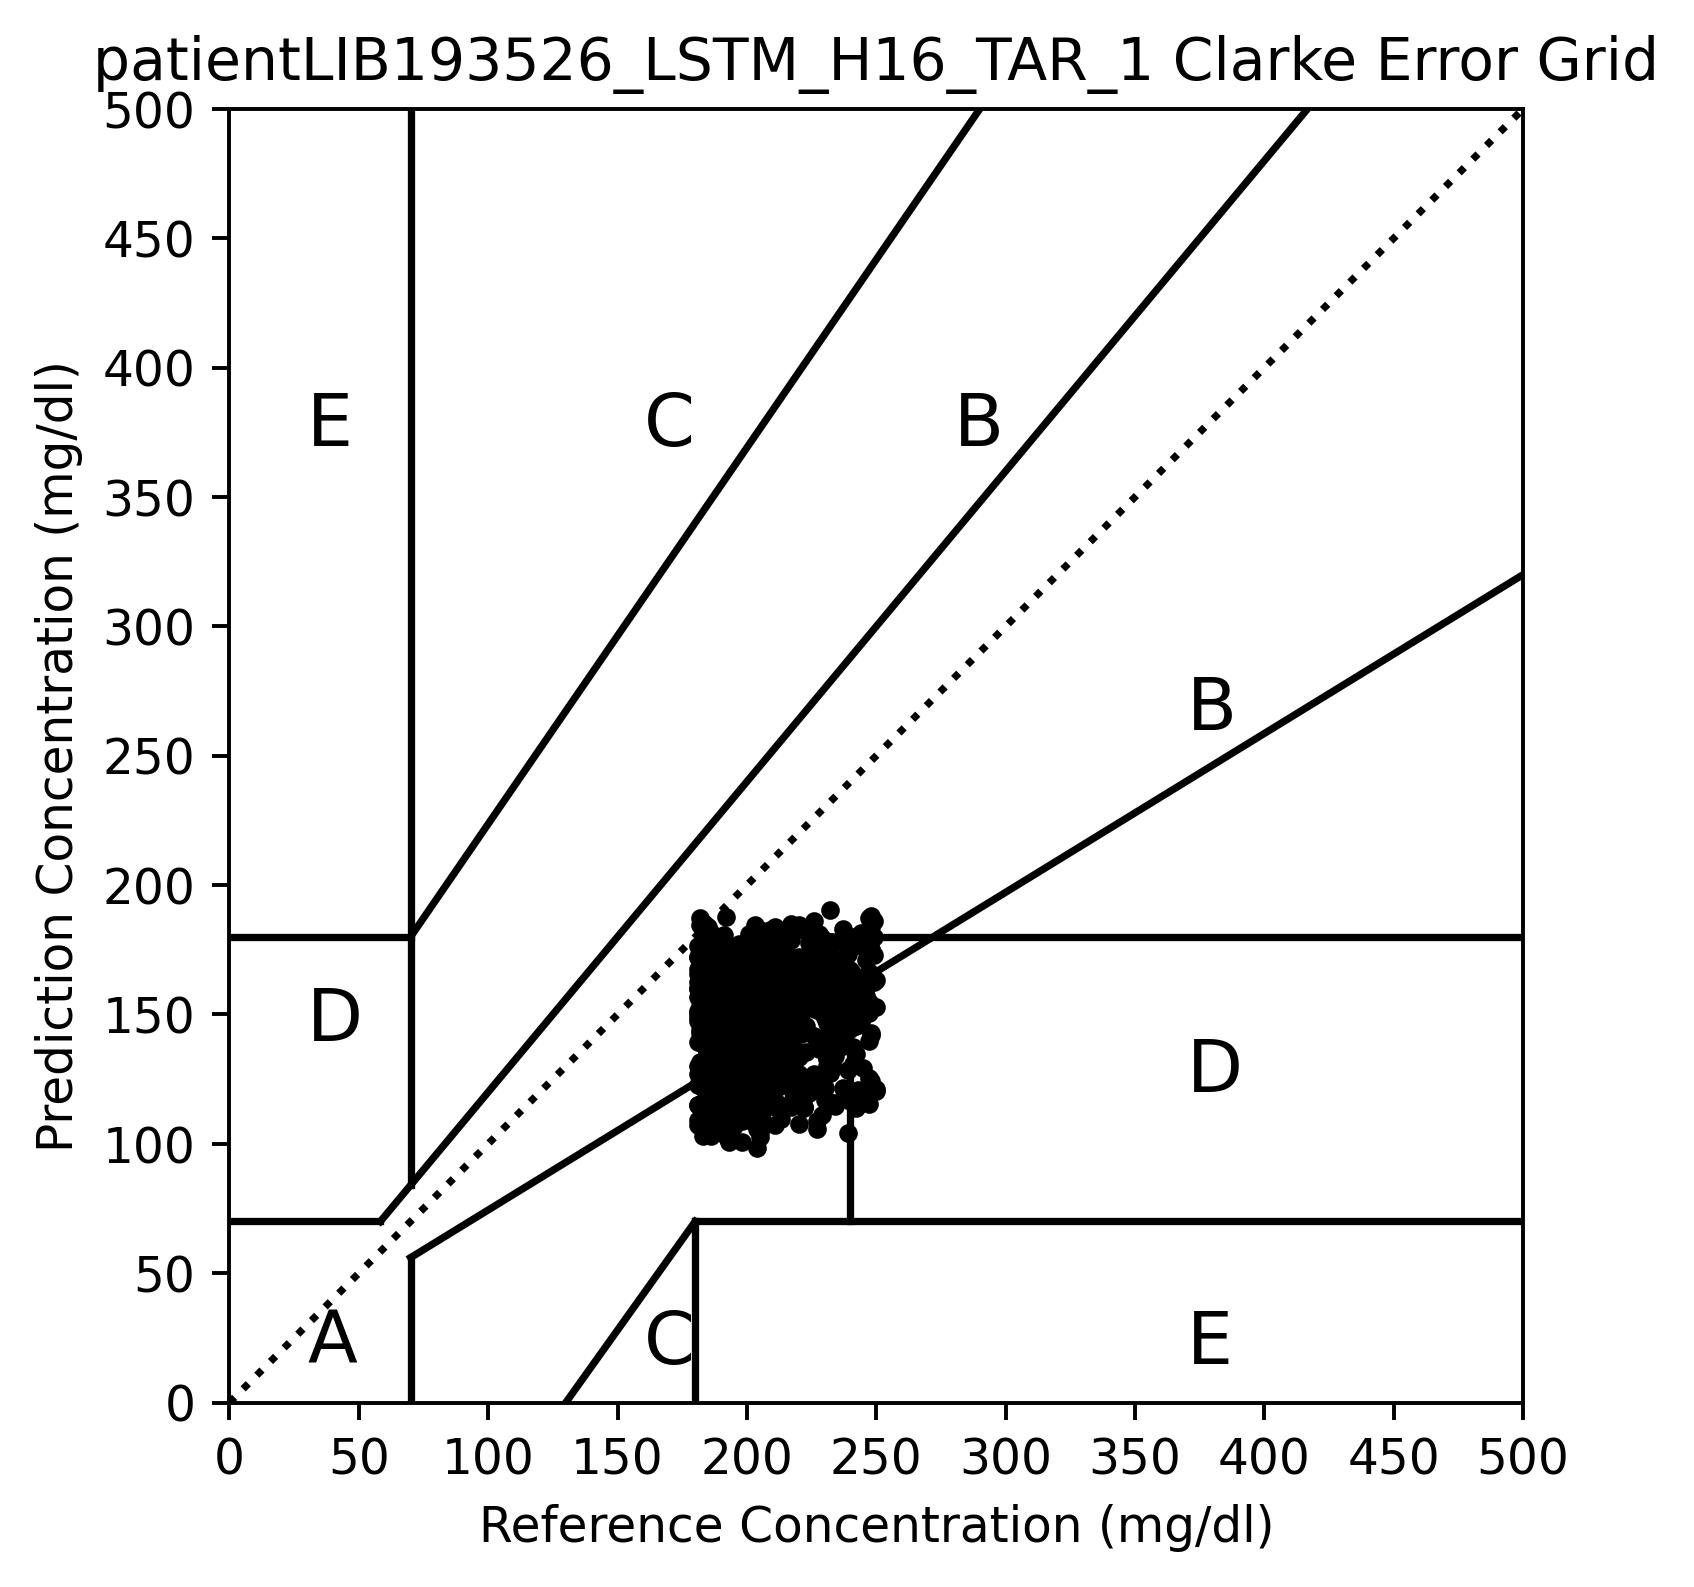 patientLIB193526_LSTM_H16_TAR_1 Clarke Error Grid
500
450
400
350
300
250
200
150
100
50
0
Prediction Concentration (mg/dl)
E
C
B
B
D
D
A
C
E
0 50 100 150 200 250 300 350 400 450 500
Reference Concentration (mg/dl)